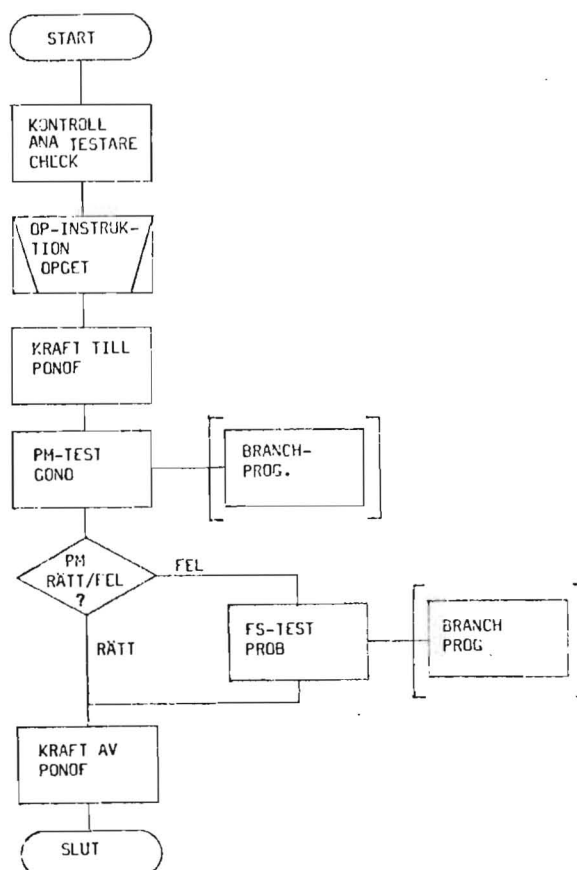 START
KONTROLL
ANA TESTARE
CHECK
OP-INSTRUK-
TION
OPGET
KRAFT TILL
PONOF
PM-TEST
GONO
BRANCH-
PROG.
PM
RÄTT/FEL
?
FEL
RÄTT
FS-TEST
PROB
BRANCH
PROG
KRAFT AV
PONOF
SLUT